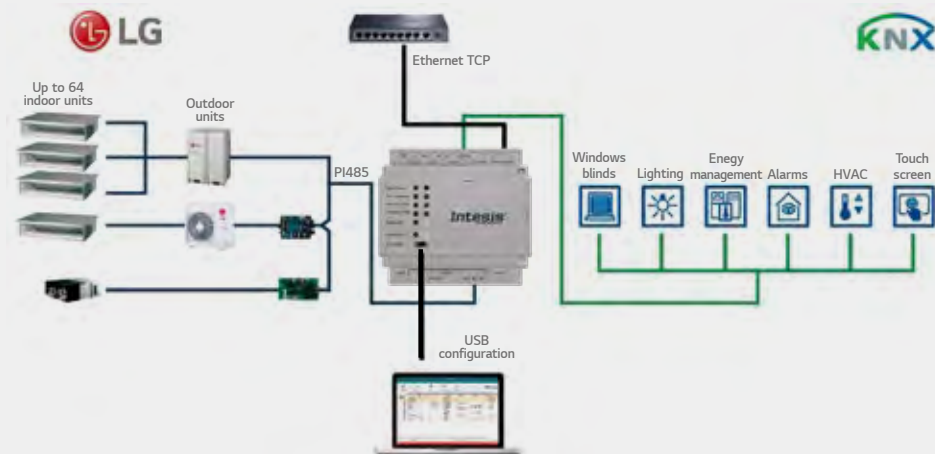 LG
KNX
Ethernet TCP
Up to 64
indoor units
Outdoor
units
PI485
Windows
blinds
Lighting
Enegy
management
Alarms
HVAC
Touch
screen
Intesis
USB
configuration